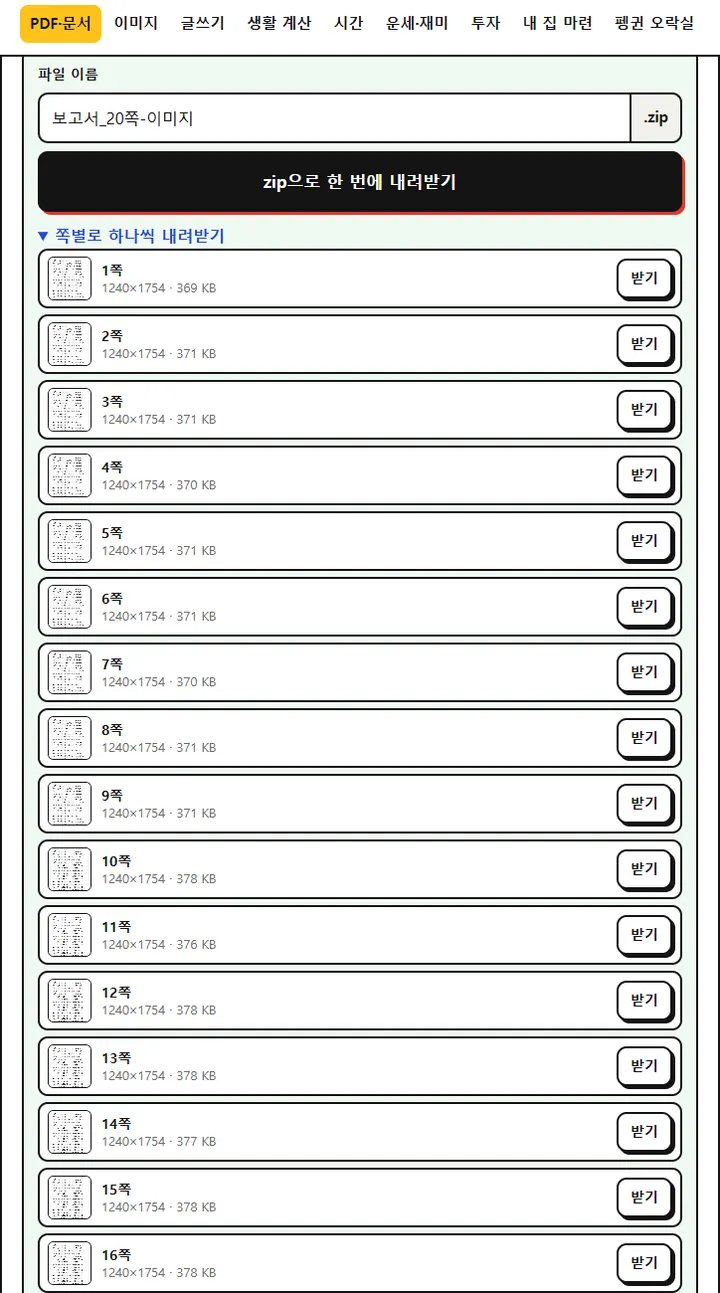 PDF·문서 이미지 글쓰기 생활 계산 시간 운세·재미 투자 내 집 마련 펭귄 오락실
파일 이름
보고서_20쪽-이미지 .zip
zip으로 한 번에 내려받기
▼ 쪽별로 하나씩 내려받기
1쪽
1240×1754 · 369 KB
받기
2쪽
1240×1754 · 371 KB
받기
3쪽
1240×1754 · 371 KB
받기
4쪽
1240×1754 · 370 KB
받기
5쪽
1240×1754 · 371 KB
받기
6쪽
1240×1754 · 371 KB
받기
7쪽
1240×1754 · 370 KB
받기
8쪽
1240×1754 · 371 KB
받기
9쪽
1240×1754 · 371 KB
받기
10쪽
1240×1754 · 378 KB
받기
11쪽
1240×1754 · 376 KB
받기
12쪽
1240×1754 · 378 KB
받기
13쪽
1240×1754 · 378 KB
받기
14쪽
1240×1754 · 377 KB
받기
15쪽
1240×1754 · 378 KB
받기
16쪽
1240×1754 · 378 KB
받기